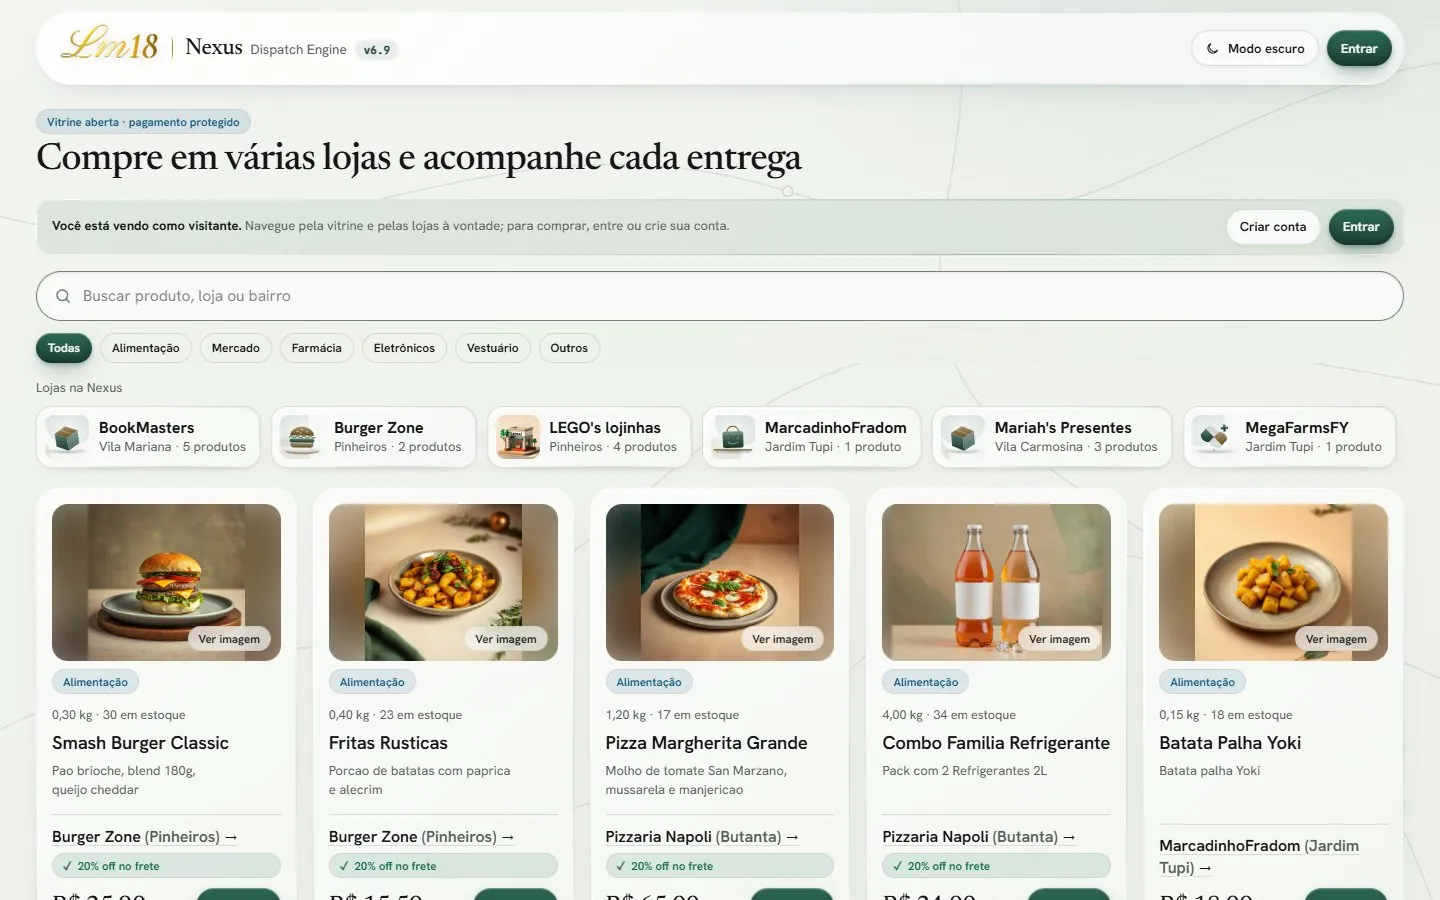 Lm18 Nexus Dispatch Engine v6.9
Modo escuro
Entrar
Vitrine aberta · pagamento protegido
Compre em várias lojas e acompanhe cada entrega
Você está vendo como visitante. Navegue pela vitrine e pelas lojas à vontade; para comprar, entre ou crie sua conta.
Criar conta
Entrar
Buscar produto, loja ou bairro
Todas Alimentação Mercado Farmácia Eletrônicos Vestuário Outros
Lojas na Nexus
BookMasters
Vila Mariana · 5 produtos
Burger Zone
Pinheiros · 2 produtos
LEGO's lojinhas
Pinheiros · 4 produtos
MarcadinhoFradom
Jardim Tupi · 1 produto
Mariah's Presentes
Vila Carmosina · 3 produtos
MegaFarmsFY
Jardim Tupi · 1 produto
Ver imagem
Alimentação
0,30 kg · 30 em estoque
Smash Burger Classic
Pao brioche, blend 180g,
queijo cheddar
Burger Zone (Pinheiros) →
✓ 20% off no frete
Ver imagem
Alimentação
0,40 kg · 23 em estoque
Fritas Rusticas
Porcao de batatas com paprica
e alecrim
Burger Zone (Pinheiros) →
✓ 20% off no frete
Ver imagem
Alimentação
1,20 kg · 17 em estoque
Pizza Margherita Grande
Molho de tomate San Marzano,
mussarela e manjericao
Pizzaria Napoli (Butanta) →
✓ 20% off no frete
Ver imagem
Alimentação
4,00 kg · 34 em estoque
Combo Familia Refrigerante
Pack com 2 Refrigerantes 2L
Pizzaria Napoli (Butanta) →
✓ 20% off no frete
Ver imagem
Alimentação
0,15 kg · 18 em estoque
Batata Palha Yoki
Batata palha Yoki
MarcadinhoFradom (Jardim
Tupi) →